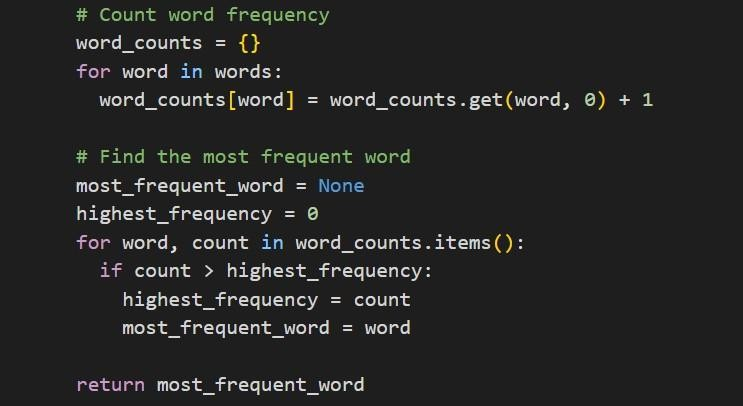 # Count word frequency
word_counts = {}
for word in words:
  word_counts[word] = word_counts.get(word, 0) + 1
# Find the most frequent word
most_frequent_word = None
highest_frequency = 0
for word, count in word_counts.items():
  if count > highest_frequency:
    highest_frequency = count
    most_frequent_word = word
return most_frequent_word